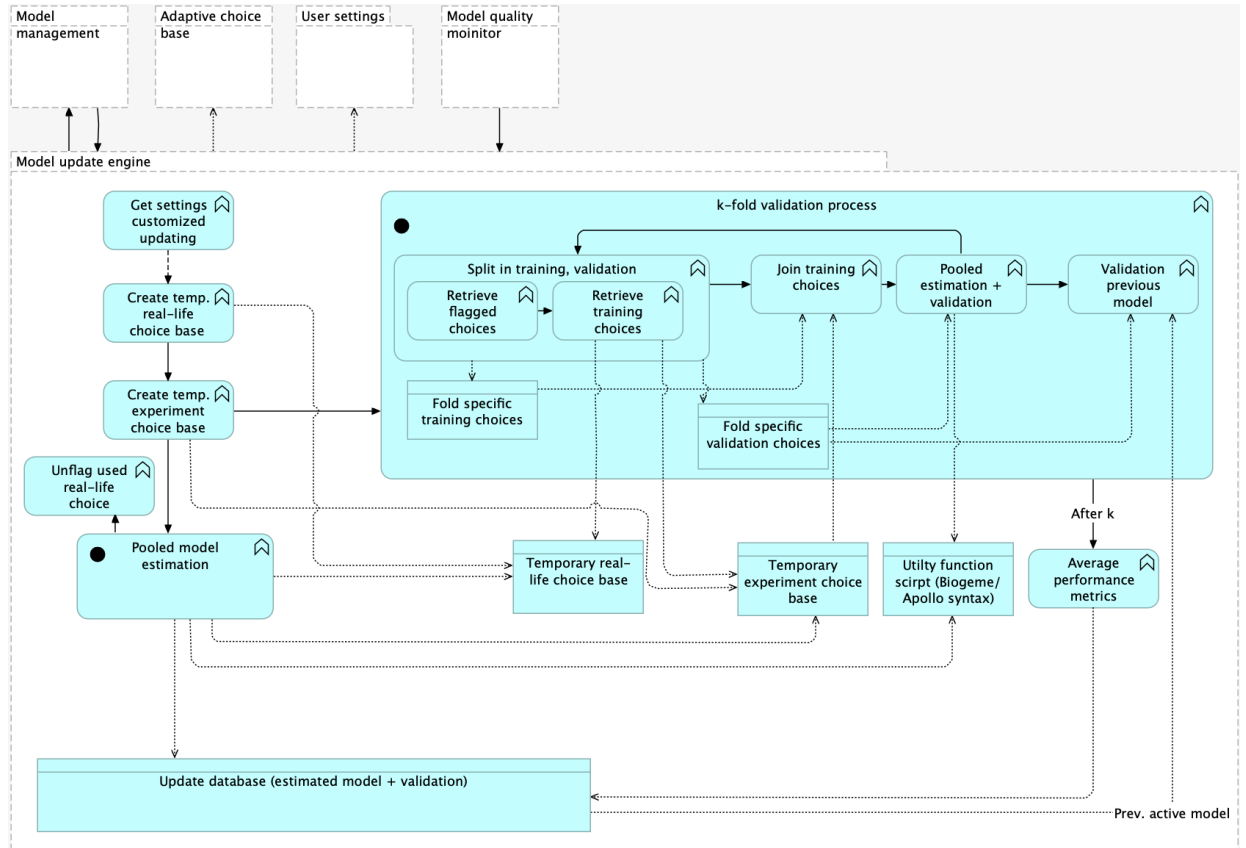 Model
management
Adaptive choice
base
User settings
Model quality
moinitor
Model update engine
Get settings
customized
updating
k-fold validation process
Split in training, validation
Retrieve
flagged
choices
Retrieve
training
choices
Join training
choices
Pooled
estimation +
validation
Validation
previous
model
Create temp.
real-life
choice base
Create temp.
experiment
choice base
Fold specific
training choices
Fold specific
validation choices
Unflag used
real-life
choice
After k
Pooled model
estimation
Temporary real-
life choice base
Temporary
experiment choice
base
Utilty function
scirpt (Biogeme/
Apollo syntax)
Average
performance
metrics
Update database (estimated model + validation)
Prev. active model